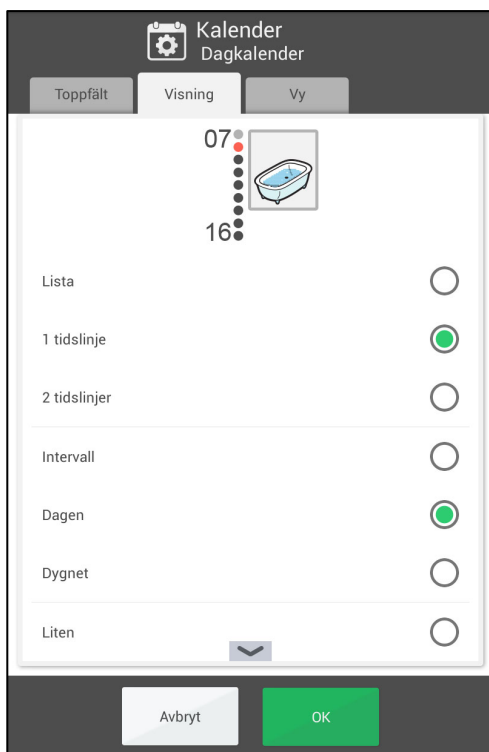 Kalender
Dagkalender
Toppfält
Visning
Vy
07
16
Lista
1 tidslinje
2 tidslinjer
Intervall
Dagen
Dygnet
Liten
Avbryt
OK